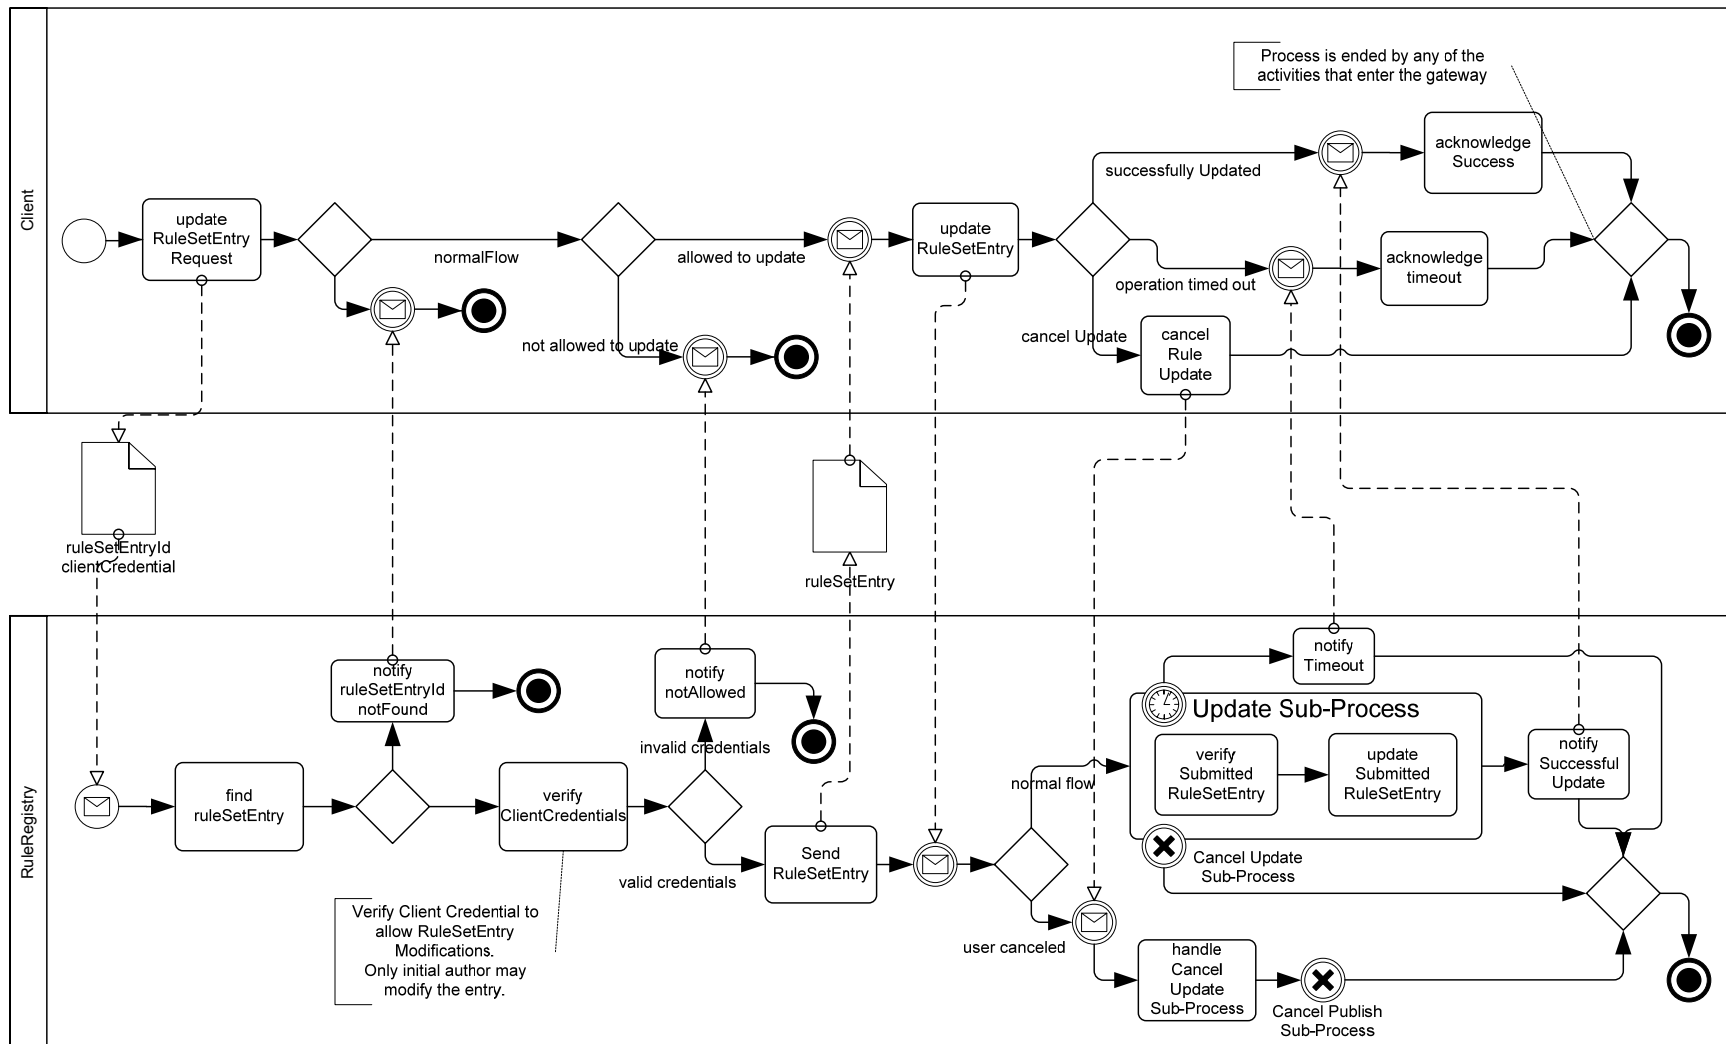 Client
Process is ended by any of the
activities that enter the gateway
update
RuleSetEntry
Request
normalFlow
not allowed to update
allowed to update
update
RuleSetEntry
successfully Updated
operation timed out
cancel Update
acknowledge
Success
acknowledge
timeout
cancel
Rule
Update
ruleSetEntryId
clientCredential
ruleSetEntry
RuleRegistry
find
ruleSetEntry
notify
ruleSetEntryId
notFound
verify
ClientCredentials
Verify Client Credential to
allow RuleSetEntry
Modifications.
Only initial author may
modify the entry.
notify
notAllowed
invalid credentials
valid credentials
Send
RuleSetEntry
normal flow
user canceled
notify
Timeout
Update Sub-Process
verify
Submitted
RuleSetEntry
update
Submitted
RuleSetEntry
Cancel Update
Sub-Process
notify
Successful
Update
handle
Cancel
Update
Sub-Process
Cancel Publish
Sub-Process